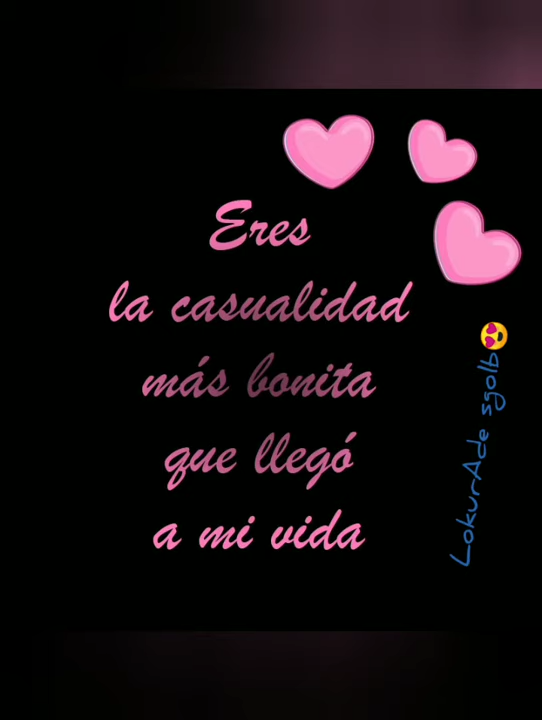 Eres
la casualidad
más bonita
que llegó
a mi vida
LokurAde sgolb😍